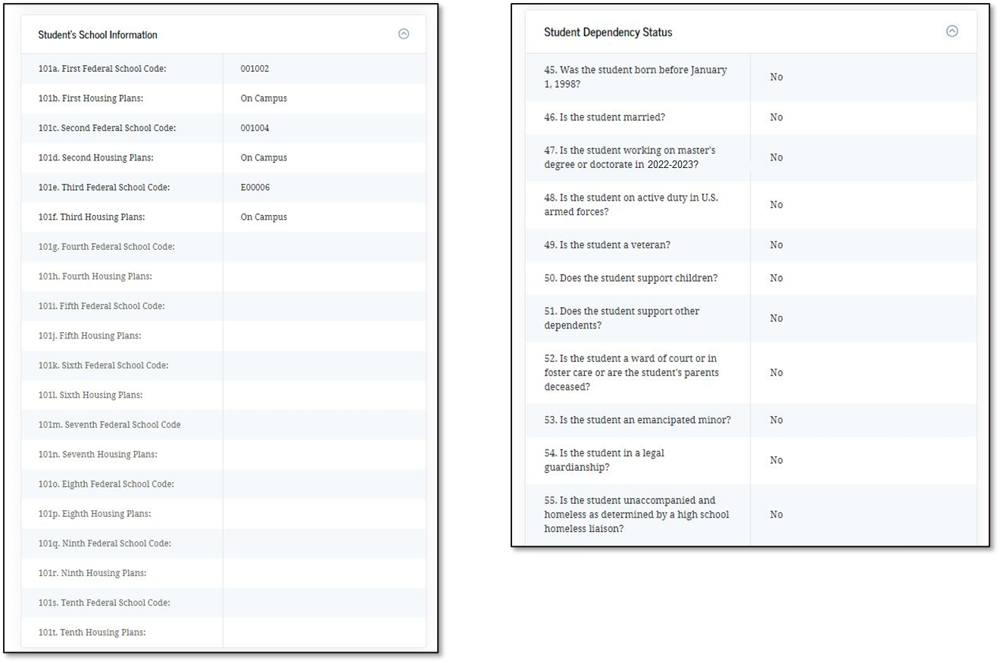 Student's School Information
101a. First Federal School Code: 001002
101b. First Housing Plans: On Campus
101c. Second Federal School Code: 001004
101d. Second Housing Plans: On Campus
101e. Third Federal School Code: E00006
101f. Third Housing Plans: On Campus
101g. Fourth Federal School Code:
101h. Fourth Housing Plans:
101i. Fifth Federal School Code:
101j. Fifth Housing Plans:
101k. Sixth Federal School Code:
101l. Sixth Housing Plans:
101m. Seventh Federal School Code
101n. Seventh Housing Plans:
101o. Eighth Federal School Code:
101p. Eighth Housing Plans:
101q. Ninth Federal School Code:
101r. Ninth Housing Plans:
101s. Tenth Federal School Code:
101t. Tenth Housing Plans:
Student Dependency Status
45. Was the student born before January
1, 1998?
No
46. Is the student married? No
47. Is the student working on master's
degree or doctorate in 2022-2023?
No
48. Is the student on active duty in U.S.
armed forces?
No
49. Is the student a veteran? No
50. Does the student support children? No
51. Does the student support other
dependents?
No
52. Is the student a ward of court or in
foster care or are the student's parents
deceased?
No
53. Is the student an emancipated minor? No
54. Is the student in a legal
guardianship?
No
55. Is the student unaccompanied and
homeless as determined by a high school
homeless liaison?
No